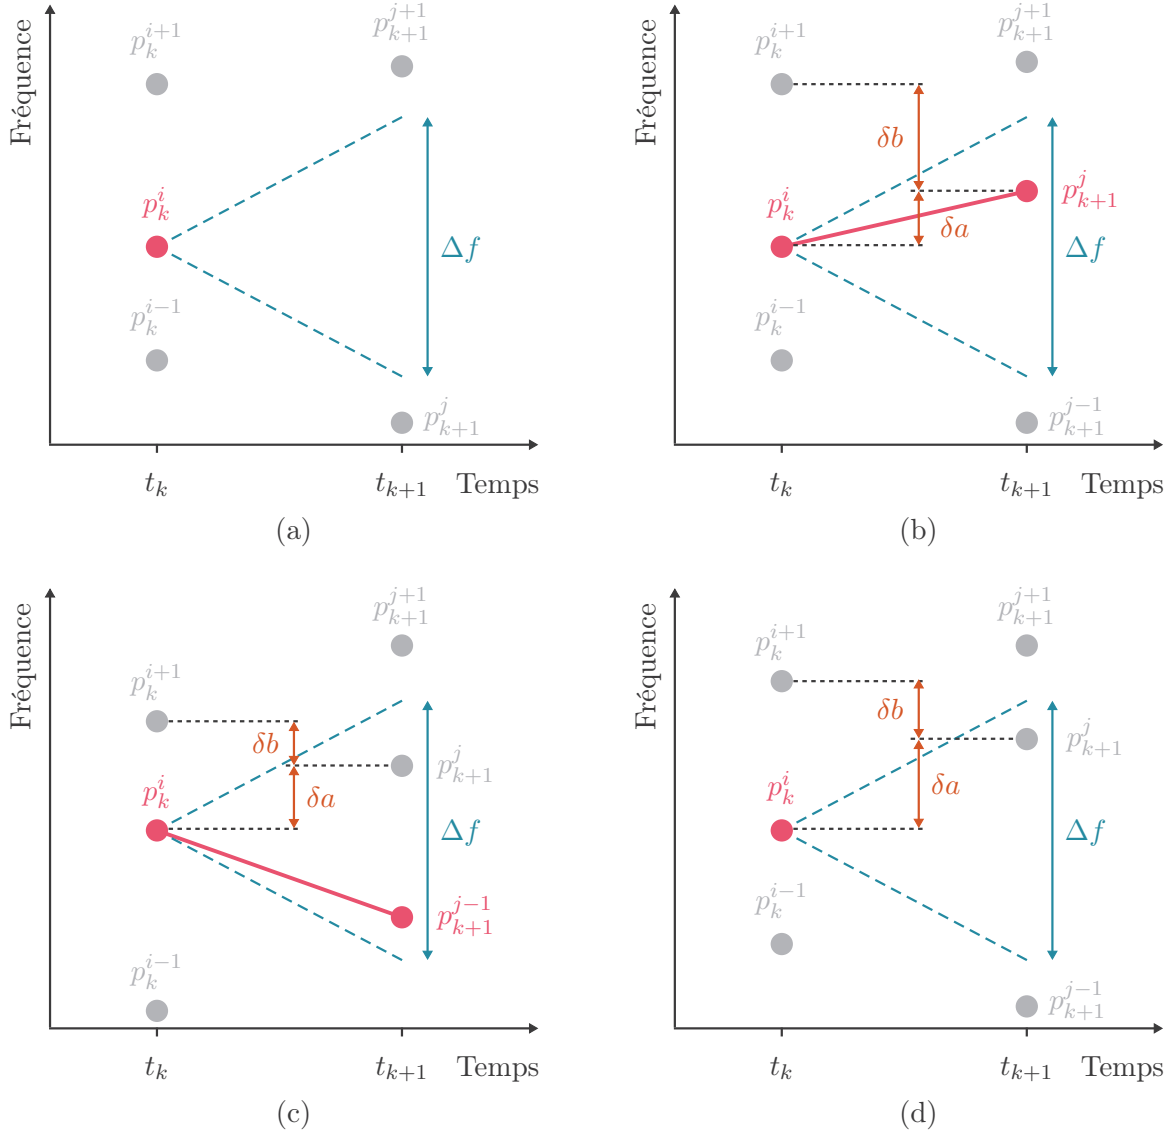 Fréquence
p_k^{i+1}
p_{k+1}^{j+1}
p_k^i
Δf
p_k^{i-1}
p_{k+1}^j
t_k
t_{k+1}
Temps
(a)
Fréquence
p_k^{i+1}
p_{k+1}^{j+1}
δb
p_k^i
p_{k+1}^j
δa
Δf
p_k^{i-1}
p_{k+1}^{j-1}
t_k
t_{k+1}
Temps
(b)
Fréquence
p_{k+1}^{j+1}
p_k^{i+1}
δb
p_{k+1}^j
p_k^i
δa
Δf
p_{k+1}^{j-1}
p_k^{i-1}
t_k
t_{k+1}
Temps
(c)
Fréquence
p_{k+1}^{j+1}
p_k^{i+1}
δb
p_{k+1}^j
p_k^i
δa
Δf
p_k^{i-1}
p_{k+1}^{j-1}
t_k
t_{k+1}
Temps
(d)